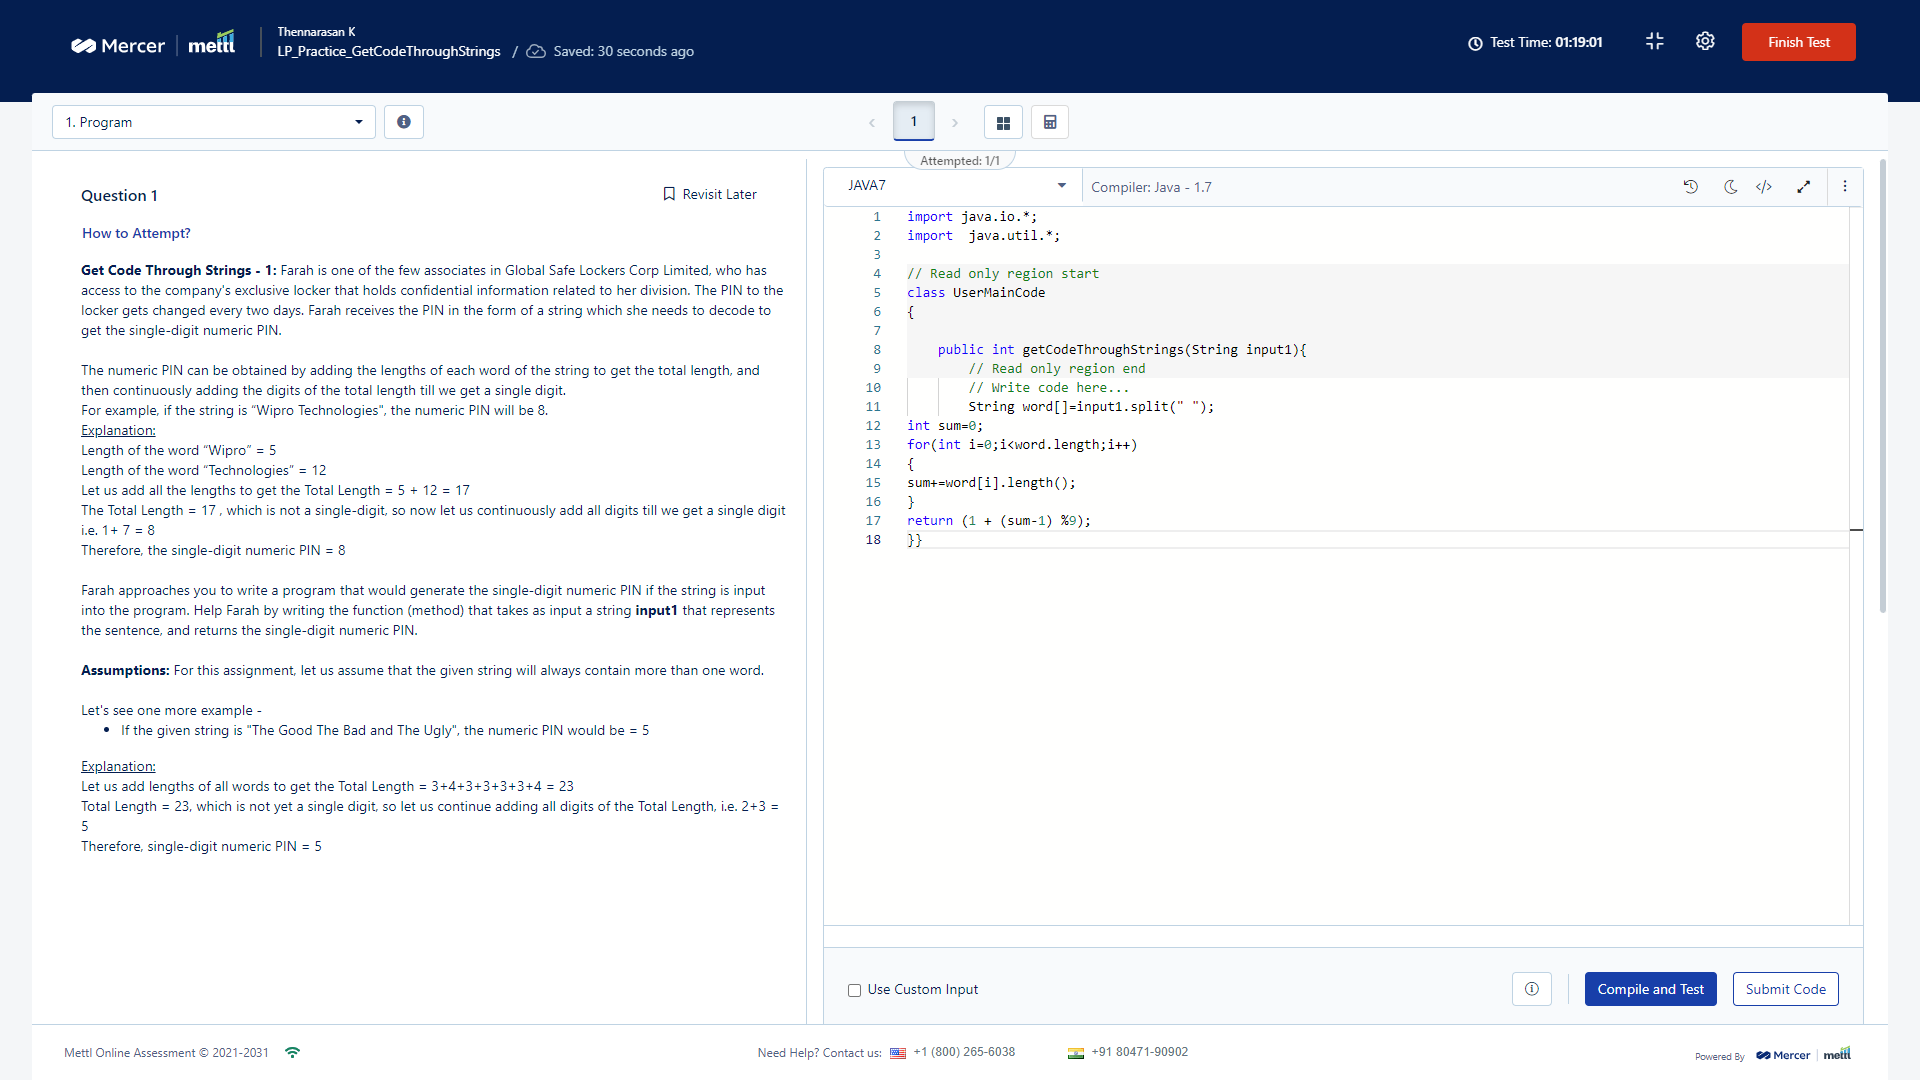 Mercer mettl
Thennarasan K
LP_Practice_GetCodeThroughStrings / Saved: 30 seconds ago
Test Time: 01:19:01
Finish Test
1. Program
1
Attempted: 1/1
Question 1
Revisit Later
How to Attempt?
Get Code Through Strings - 1: Farah is one of the few associates in Global Safe Lockers Corp Limited, who has
access to the company's exclusive locker that holds confidential information related to her division. The PIN to the
locker gets changed every two days. Farah receives the PIN in the form of a string which she needs to decode to
get the single-digit numeric PIN.
The numeric PIN can be obtained by adding the lengths of each word of the string to get the total length, and
then continuously adding the digits of the total length till we get a single digit.
For example, if the string is "Wipro Technologies", the numeric PIN will be 8.
Explanation:
Length of the word “Wipro” = 5
Length of the word “Technologies” = 12
Let us add all the lengths to get the Total Length = 5 + 12 = 17
The Total Length = 17 , which is not a single-digit, so now let us continuously add all digits till we get a single digit
i.e. 1+ 7 = 8
Therefore, the single-digit numeric PIN = 8
Farah approaches you to write a program that would generate the single-digit numeric PIN if the string is input
into the program. Help Farah by writing the function (method) that takes as input a string input1 that represents
the sentence, and returns the single-digit numeric PIN.
Assumptions: For this assignment, let us assume that the given string will always contain more than one word.
Let's see one more example -
• If the given string is "The Good The Bad and The Ugly", the numeric PIN would be = 5
Explanation:
Let us add lengths of all words to get the Total Length = 3+4+3+3+3+3+4 = 23
Total Length = 23, which is not yet a single digit, so let us continue adding all digits of the Total Length, i.e. 2+3 =
5
Therefore, single-digit numeric PIN = 5
JAVA7
Compiler: Java - 1.7
1 import java.io.*;
2 import  java.util.*;
3
4 // Read only region start
5 class UserMainCode
6 {
7
8     public int getCodeThroughStrings(String input1){
9         // Read only region end
10         // Write code here...
11         String word[]=input1.split(" ");
12 int sum=0;
13 for(int i=0;i<word.length;i++)
14 {
15 sum+=word[i].length();
16 }
17 return (1 + (sum-1) %9);
18 }}
Use Custom Input
Compile and Test
Submit Code
Mettl Online Assessment © 2021-2031
Need Help? Contact us: +1 (800) 265-6038
+91 80471-90902
Powered By Mercer mettl